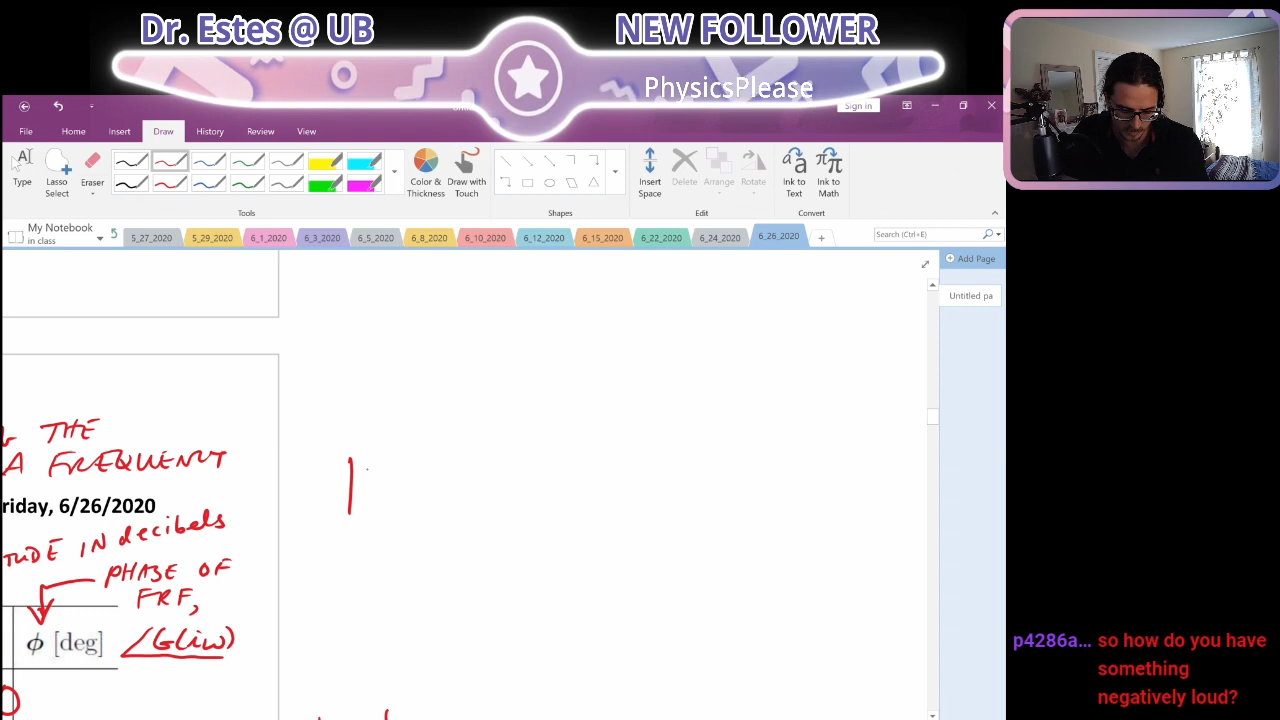 Dr. Estes @ UB
NEW FOLLOWER
PhysicsPlease
Sign in
File Home Insert Draw History Review View
Type
Lasso Select
Eraser
Color & Thickness
Draw with Touch
Insert Space
Delete
Arrange
Rotate
Ink to Text
Ink to Math
Tools
Shapes
Edit
Convert
My Notebook
in class
5_27_2020 5_29_2020 6_1_2020 6_3_2020 6_5_2020 6_8_2020 6_10_2020 6_12_2020 6_15_2020 6_22_2020 6_24_2020 6_26_2020
Search (Ctrl+E)
Add Page
Untitled pa
THE
A FREQUENCY
riday, 6/26/2020
TUDE IN decibels
PHASE OF
FRF,
ϕ [deg]
∠G(iω)
p4286a... so how do you have
something
negatively loud?